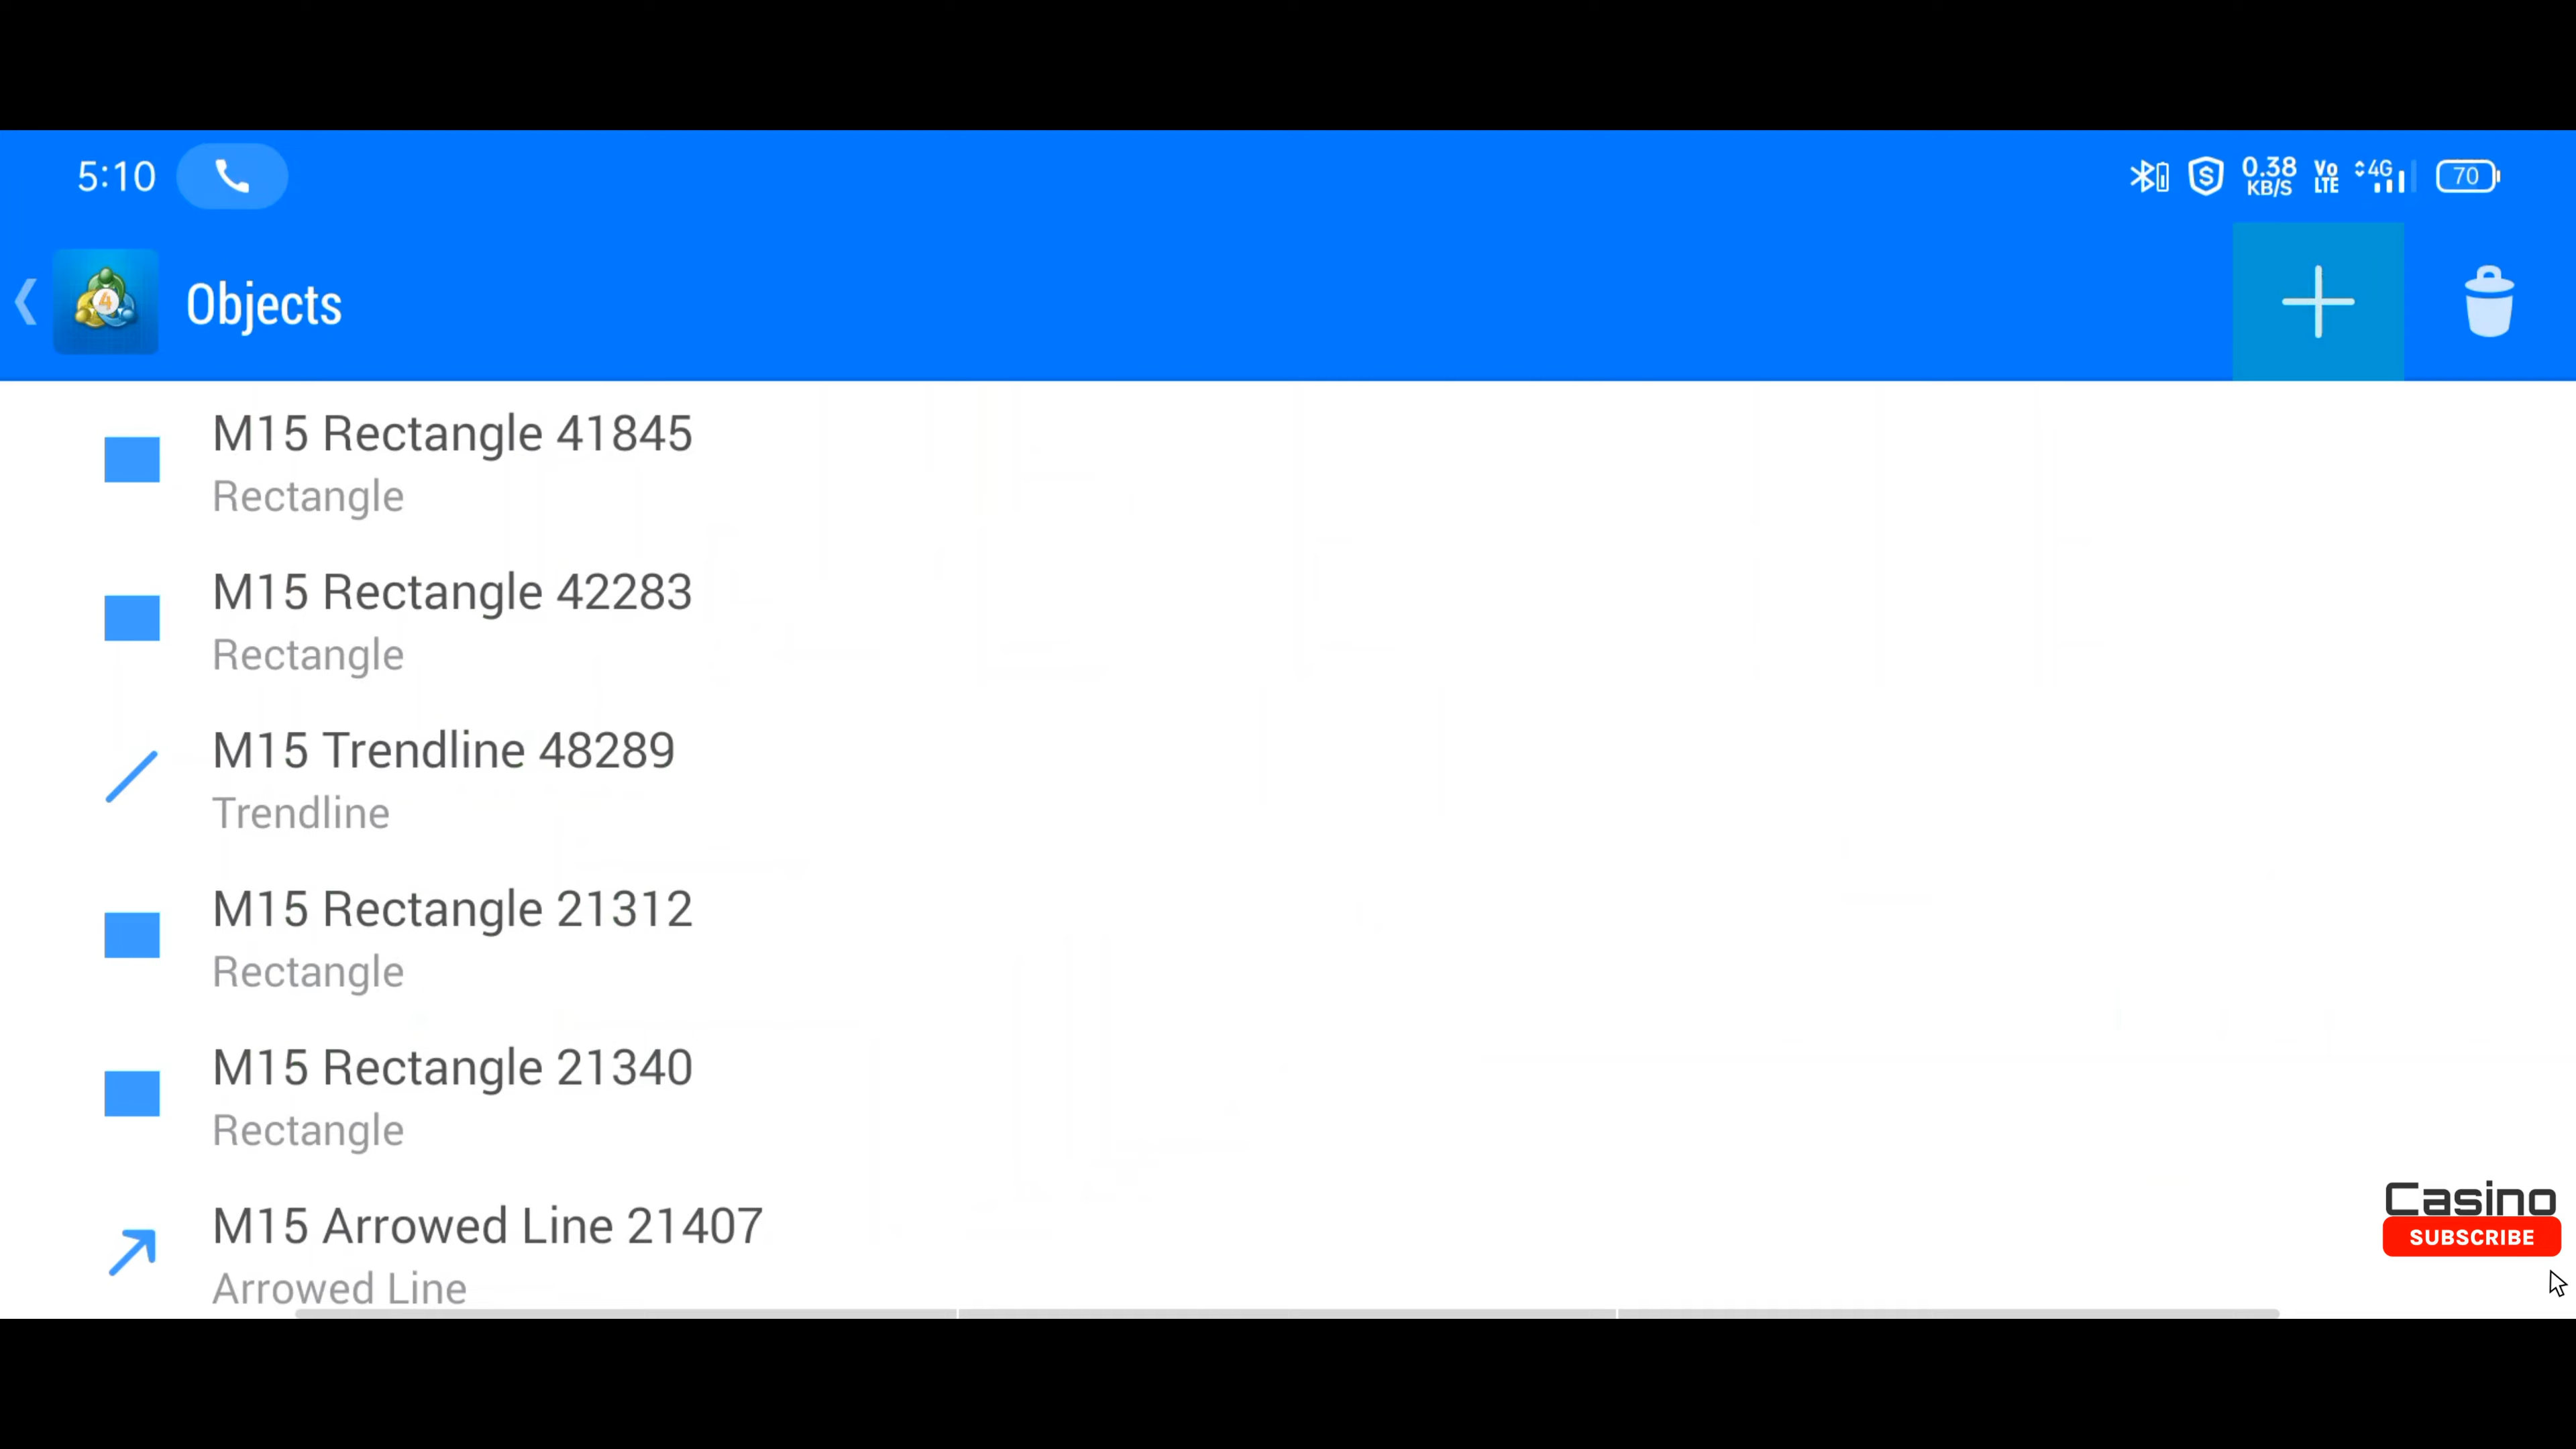 5:10
0.38
KB/S
Vo
LTE
4G
70
4
Objects
M15 Rectangle 41845
Rectangle
M15 Rectangle 42283
Rectangle
M15 Trendline 48289
Trendline
M15 Rectangle 21312
Rectangle
M15 Rectangle 21340
Rectangle
M15 Arrowed Line 21407
Arrowed Line
Casino
SUBSCRIBE